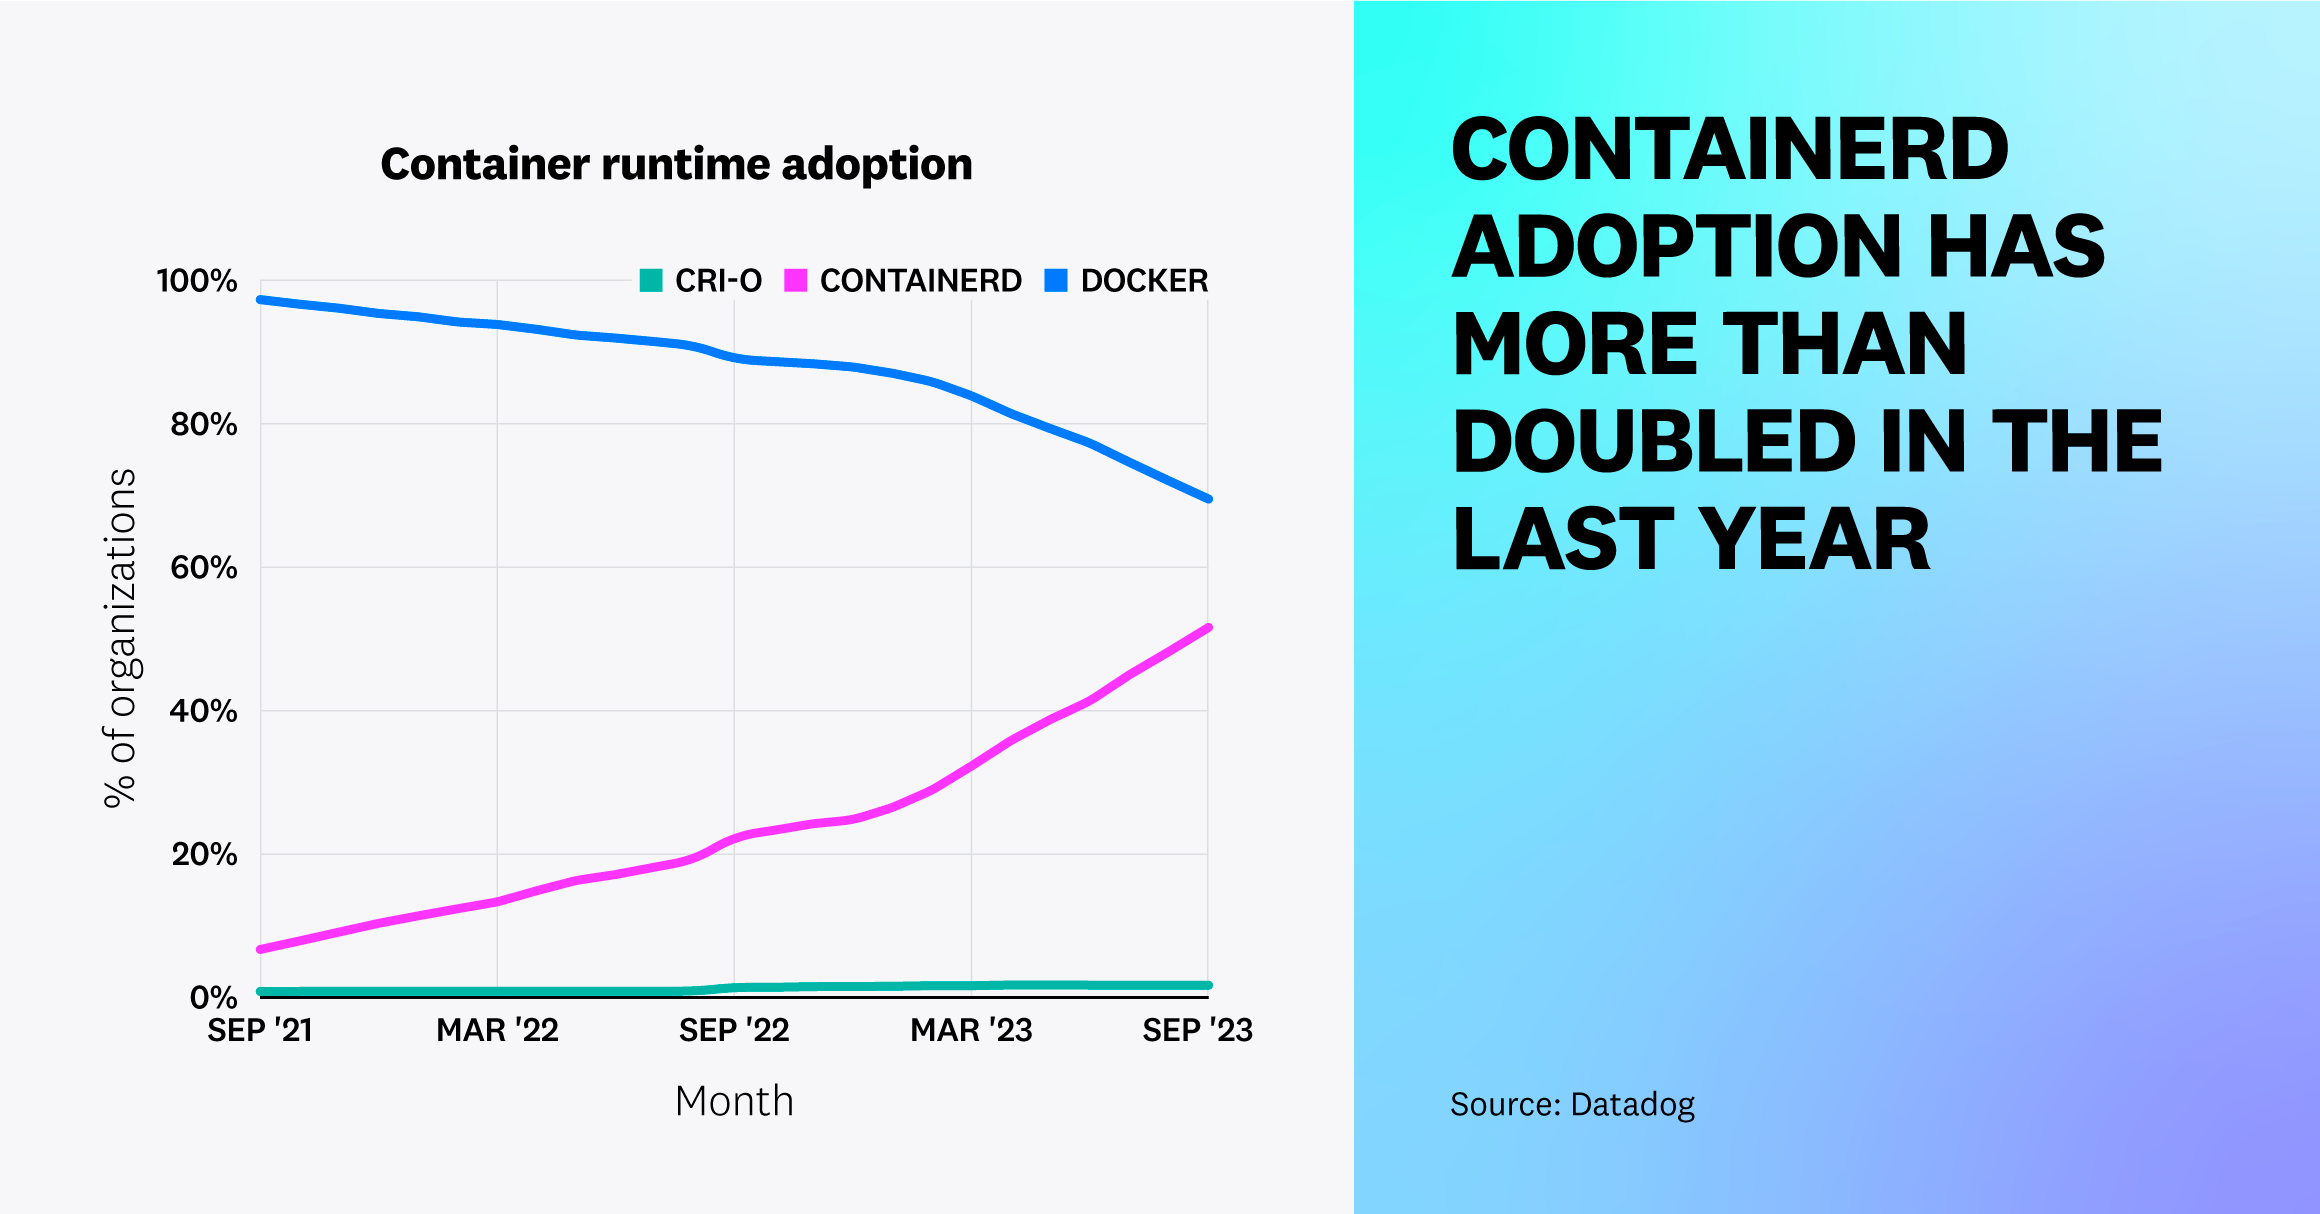 Container runtime adoption
CRI-O CONTAINERD DOCKER
100%
80%
60%
40%
20%
0%
% of organizations
SEP '21 MAR '22 SEP '22 MAR '23 SEP '23
Month
CONTAINERD
ADOPTION HAS
MORE THAN
DOUBLED IN THE
LAST YEAR
Source: Datadog